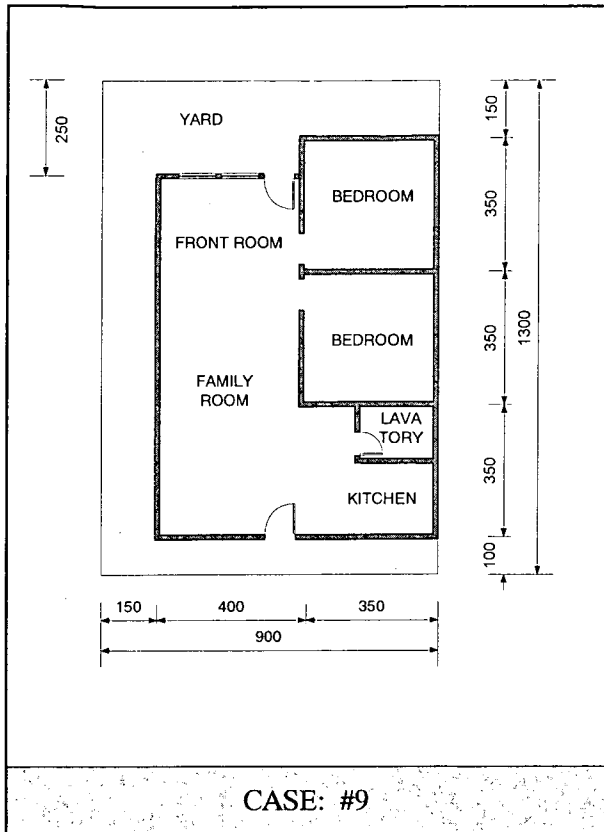 250
YARD
150
BEDROOM
350
FRONT ROOM
1300
BEDROOM
350
FAMILY
ROOM
LAVA
TORY
350
KITCHEN
100
150
400
350
900
CASE: #9